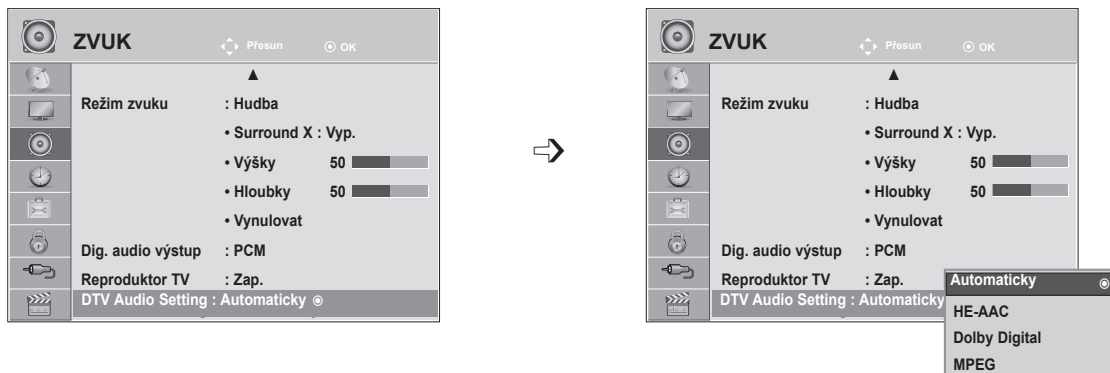 ZVUK
Přesun
OK
Režim zvuku : Hudba
• Surround X : Vyp.
• Výšky 50
• Hloubky 50
• Vynulovat
Dig. audio výstup : PCM
Reproduktor TV : Zap.
DTV Audio Setting : Automaticky
ZVUK
Přesun
OK
Režim zvuku : Hudba
• Surround X : Vyp.
• Výšky 50
• Hloubky 50
• Vynulovat
Dig. audio výstup : PCM
Reproduktor TV : Zap.
DTV Audio Setting : Automaticky
Automaticky
HE-AAC
Dolby Digital
MPEG